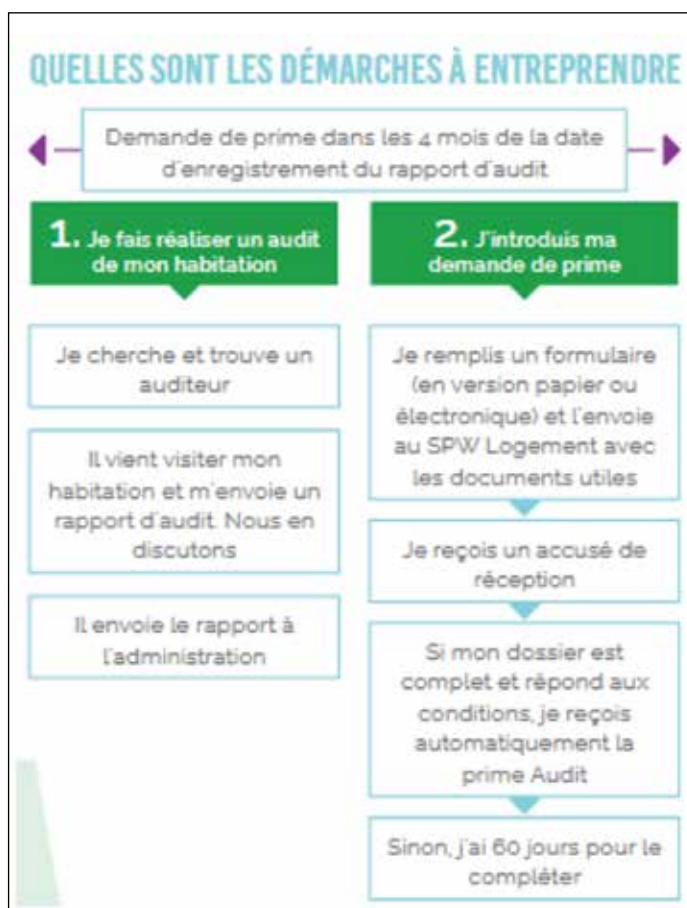 QUELLES SONT LES DÉMARCHES À ENTREPRENDRE
Demande de prime dans les 4 mois de la date
d'enregistrement du rapport d'audit
1. Je fais réaliser un audit
de mon habitation
Je cherche et trouve un
auditeur
Il vient visiter mon
habitation et m'envoie un
rapport d'audit. Nous en
discutons
Il envoie le rapport à
l'administration
2. J'introduis ma
demande de prime
Je remplis un formulaire
(en version papier ou
électronique) et l'envoie
au SPW Logement avec
les documents utiles
Je reçois un accusé de
réception
Si mon dossier est
complet et répond aux
conditions, je reçois
automatiquement la
prime Audit
Sinon, j'ai 60 jours pour le
compléter